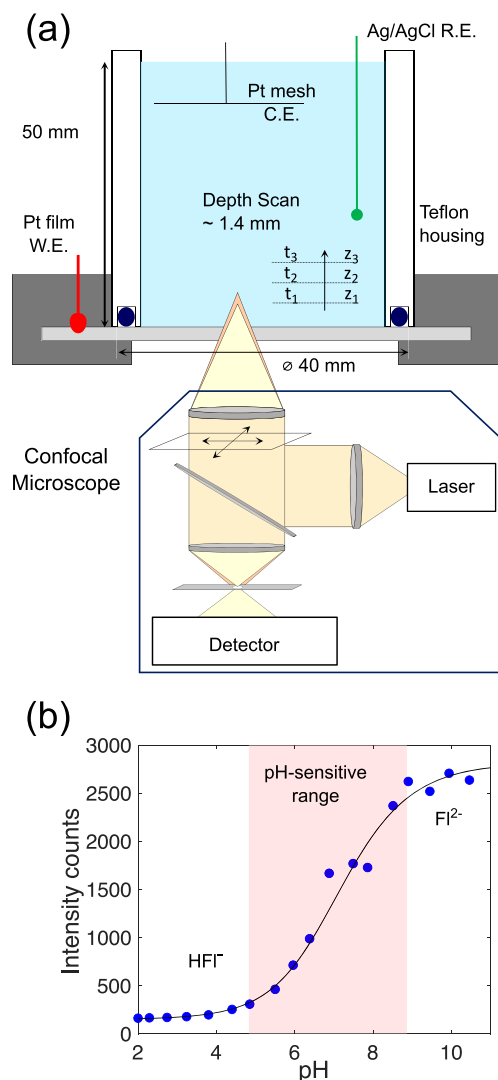 (a)
Ag/AgCl R.E.
Pt mesh
C.E.
50 mm
Depth Scan
~ 1.4 mm
Pt film
W.E.
Teflon
housing
t3 z3
t2 z2
t1 z1
⌀ 40 mm
Confocal
Microscope
Laser
Detector
(b)
3000
2500
2000
1500
1000
500
0
Intensity counts
pH-sensitive
range
Fl²⁻
HFl⁻
2 4 6 8 10
pH